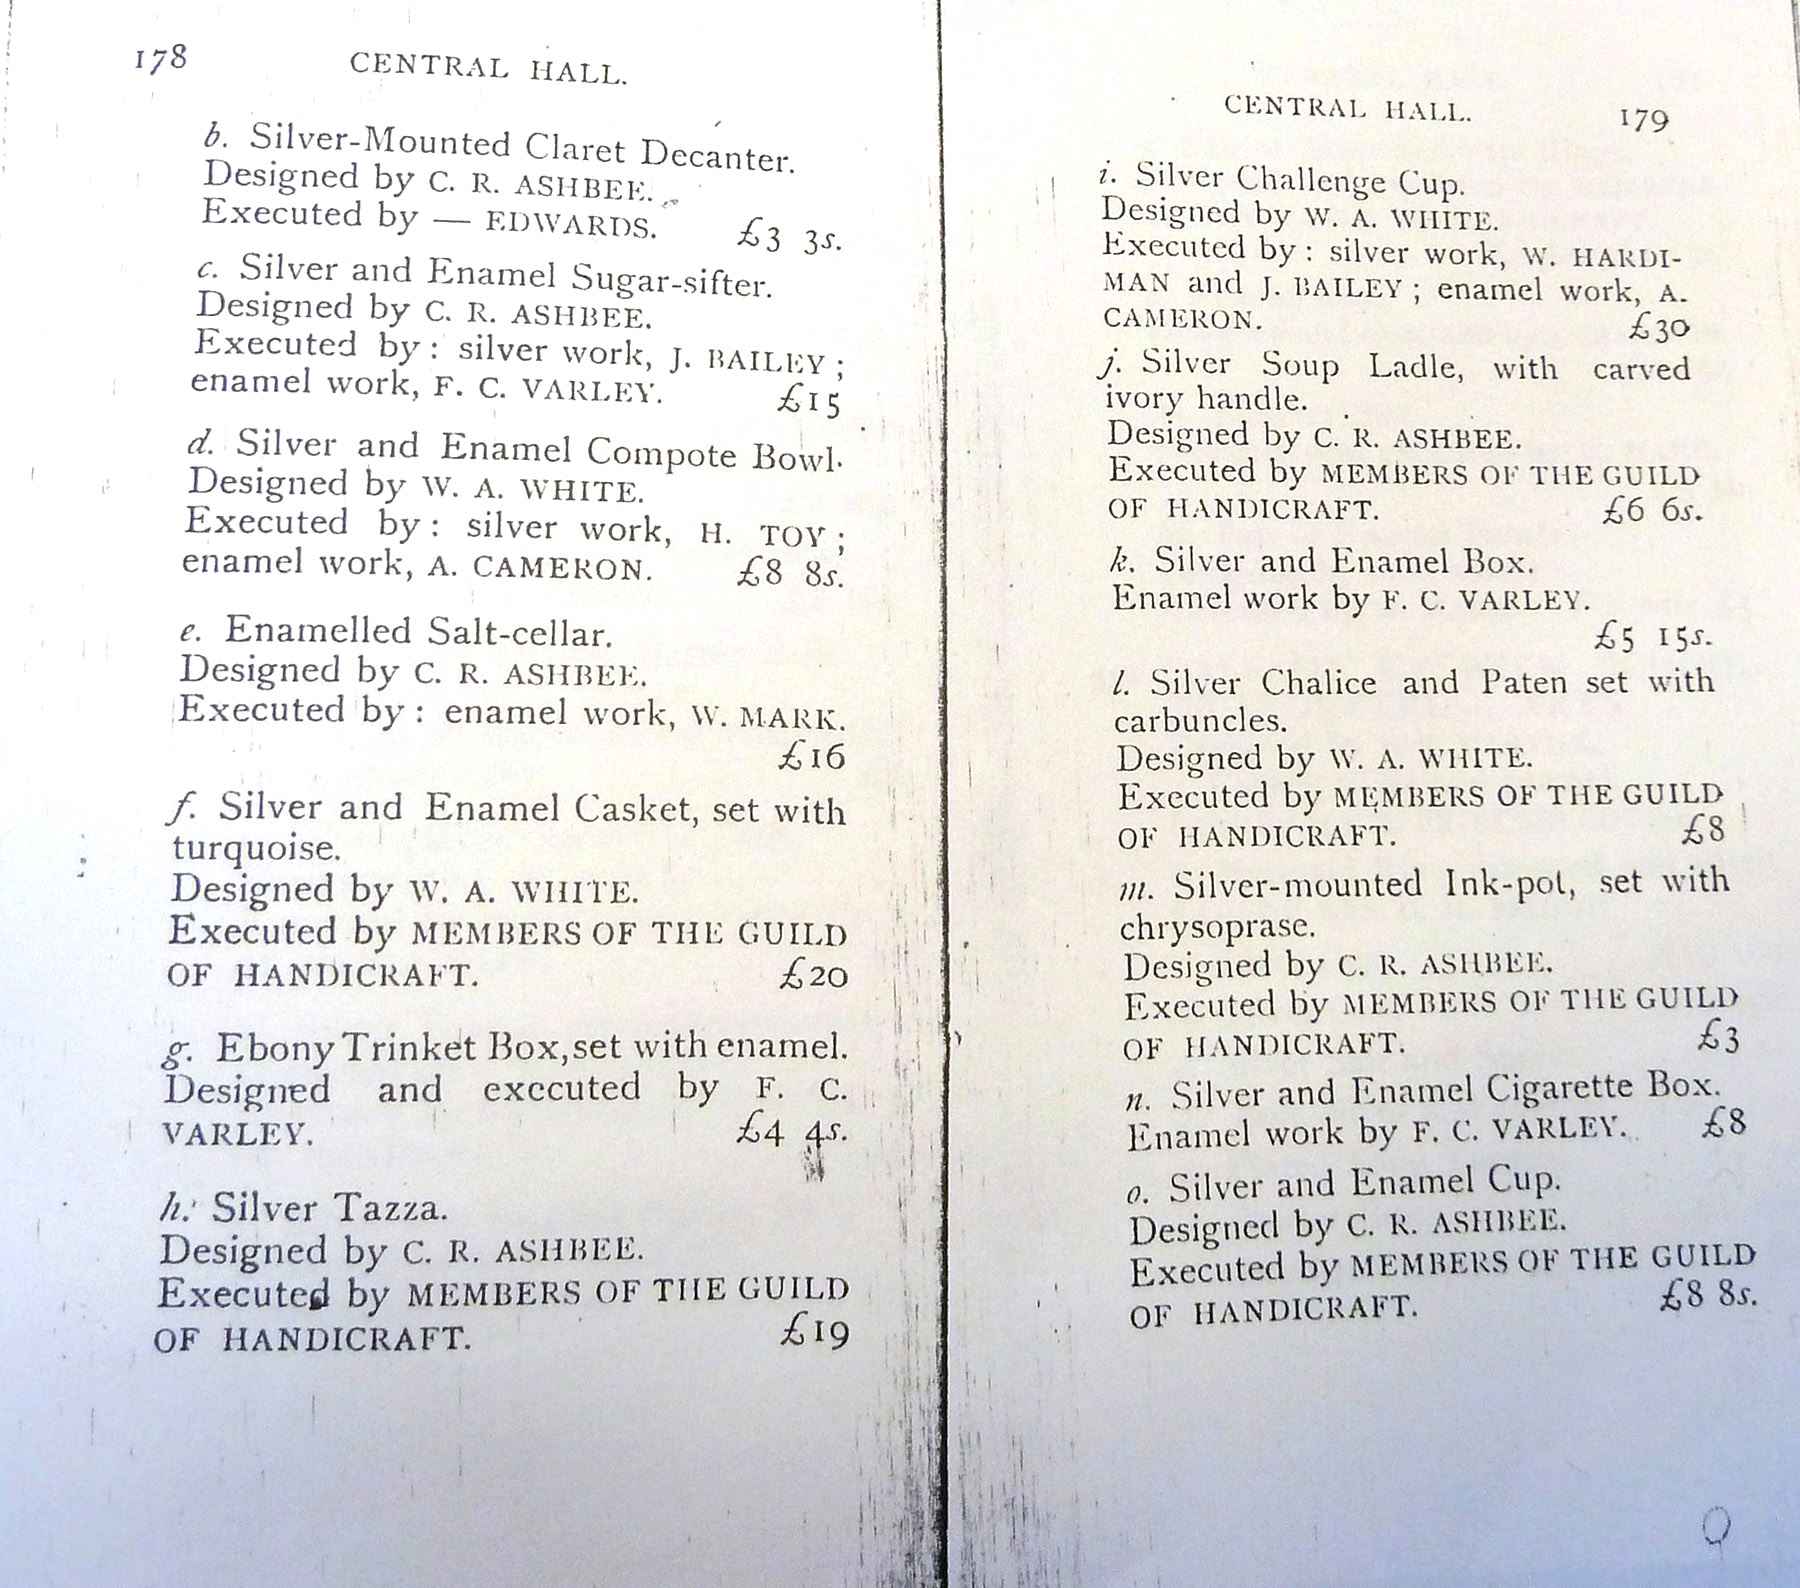 178 CENTRAL HALL.
b. Silver-Mounted Claret Decanter.
Designed by C. R. ASHBEE.
Executed by — EDWARDS. £3 3s.
c. Silver and Enamel Sugar-sifter.
Designed by C. R. ASHBEE.
Executed by: silver work, J. BAILEY;
enamel work, F. C. VARLEY. £15
d. Silver and Enamel Compote Bowl.
Designed by W. A. WHITE.
Executed by: silver work, H. TOY;
enamel work, A. CAMERON. £8 8s.
e. Enamelled Salt-cellar.
Designed by C. R. ASHBEE.
Executed by: enamel work, W. MARK.
£16
f. Silver and Enamel Casket, set with
turquoise.
Designed by W. A. WHITE.
Executed by MEMBERS OF THE GUILD
OF HANDICRAFT. £20
g. Ebony Trinket Box, set with enamel.
Designed and executed by F. C.
VARLEY. £4 4s.
h. Silver Tazza.
Designed by C. R. ASHBEE.
Executed by MEMBERS OF THE GUILD
OF HANDICRAFT. £19
CENTRAL HALL. 179
i. Silver Challenge Cup.
Designed by W. A. WHITE.
Executed by: silver work, W. HARDI-
MAN and J. BAILEY; enamel work, A.
CAMERON. £30
j. Silver Soup Ladle, with carved
ivory handle.
Designed by C. R. ASHBEE.
Executed by MEMBERS OF THE GUILD
OF HANDICRAFT. £6 6s.
k. Silver and Enamel Box.
Enamel work by F. C. VARLEY.
£5 15s.
l. Silver Chalice and Paten set with
carbuncles.
Designed by W. A. WHITE.
Executed by MEMBERS OF THE GUILD
OF HANDICRAFT. £8
m. Silver-mounted Ink-pot, set with
chrysoprase.
Designed by C. R. ASHBEE.
Executed by MEMBERS OF THE GUILD
OF HANDICRAFT. £3
n. Silver and Enamel Cigarette Box.
Enamel work by F. C. VARLEY. £8
o. Silver and Enamel Cup.
Designed by C. R. ASHBEE.
Executed by MEMBERS OF THE GUILD
OF HANDICRAFT. £8 8s.